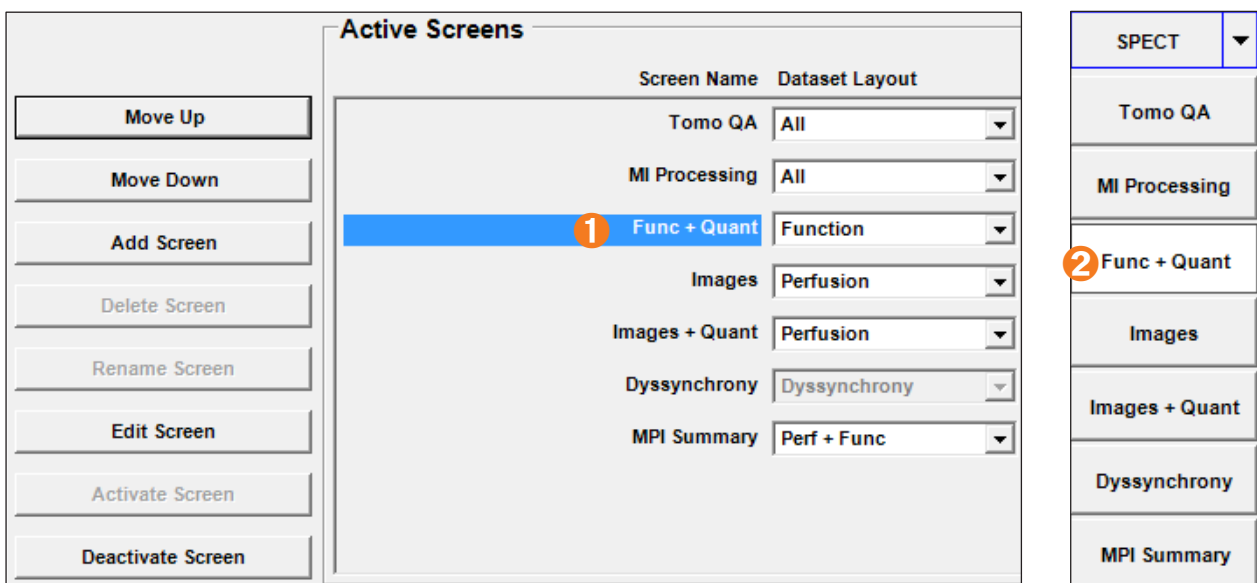 Active Screens
Screen Name Dataset Layout
Move Up
Move Down
Add Screen
Delete Screen
Rename Screen
Edit Screen
Activate Screen
Deactivate Screen
Tomo QA All
MI Processing All
1 Func + Quant Function
Images Perfusion
Images + Quant Perfusion
Dyssynchrony Dyssynchrony
MPI Summary Perf + Func
SPECT
Tomo QA
MI Processing
2 Func + Quant
Images
Images + Quant
Dyssynchrony
MPI Summary